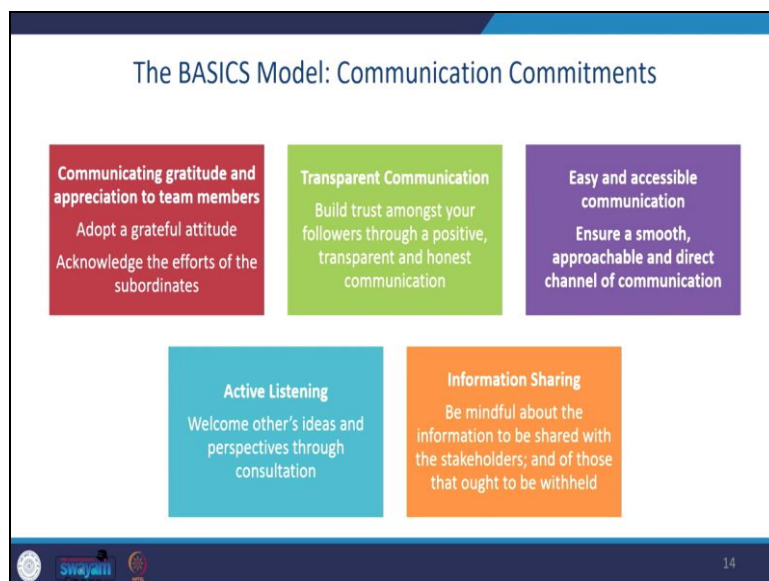 The BASICS Model: Communication Commitments
Communicating gratitude and
appreciation to team members
Adopt a grateful attitude
Acknowledge the efforts of the
subordinates
Transparent Communication
Build trust amongst your
followers through a positive,
transparent and honest
communication
Easy and accessible
communication
Ensure a smooth,
approachable and direct
channel of communication
Active Listening
Welcome other's ideas and
perspectives through
consultation
Information Sharing
Be mindful about the
information to be shared with
the stakeholders; and of those
that ought to be withheld
swayam
14